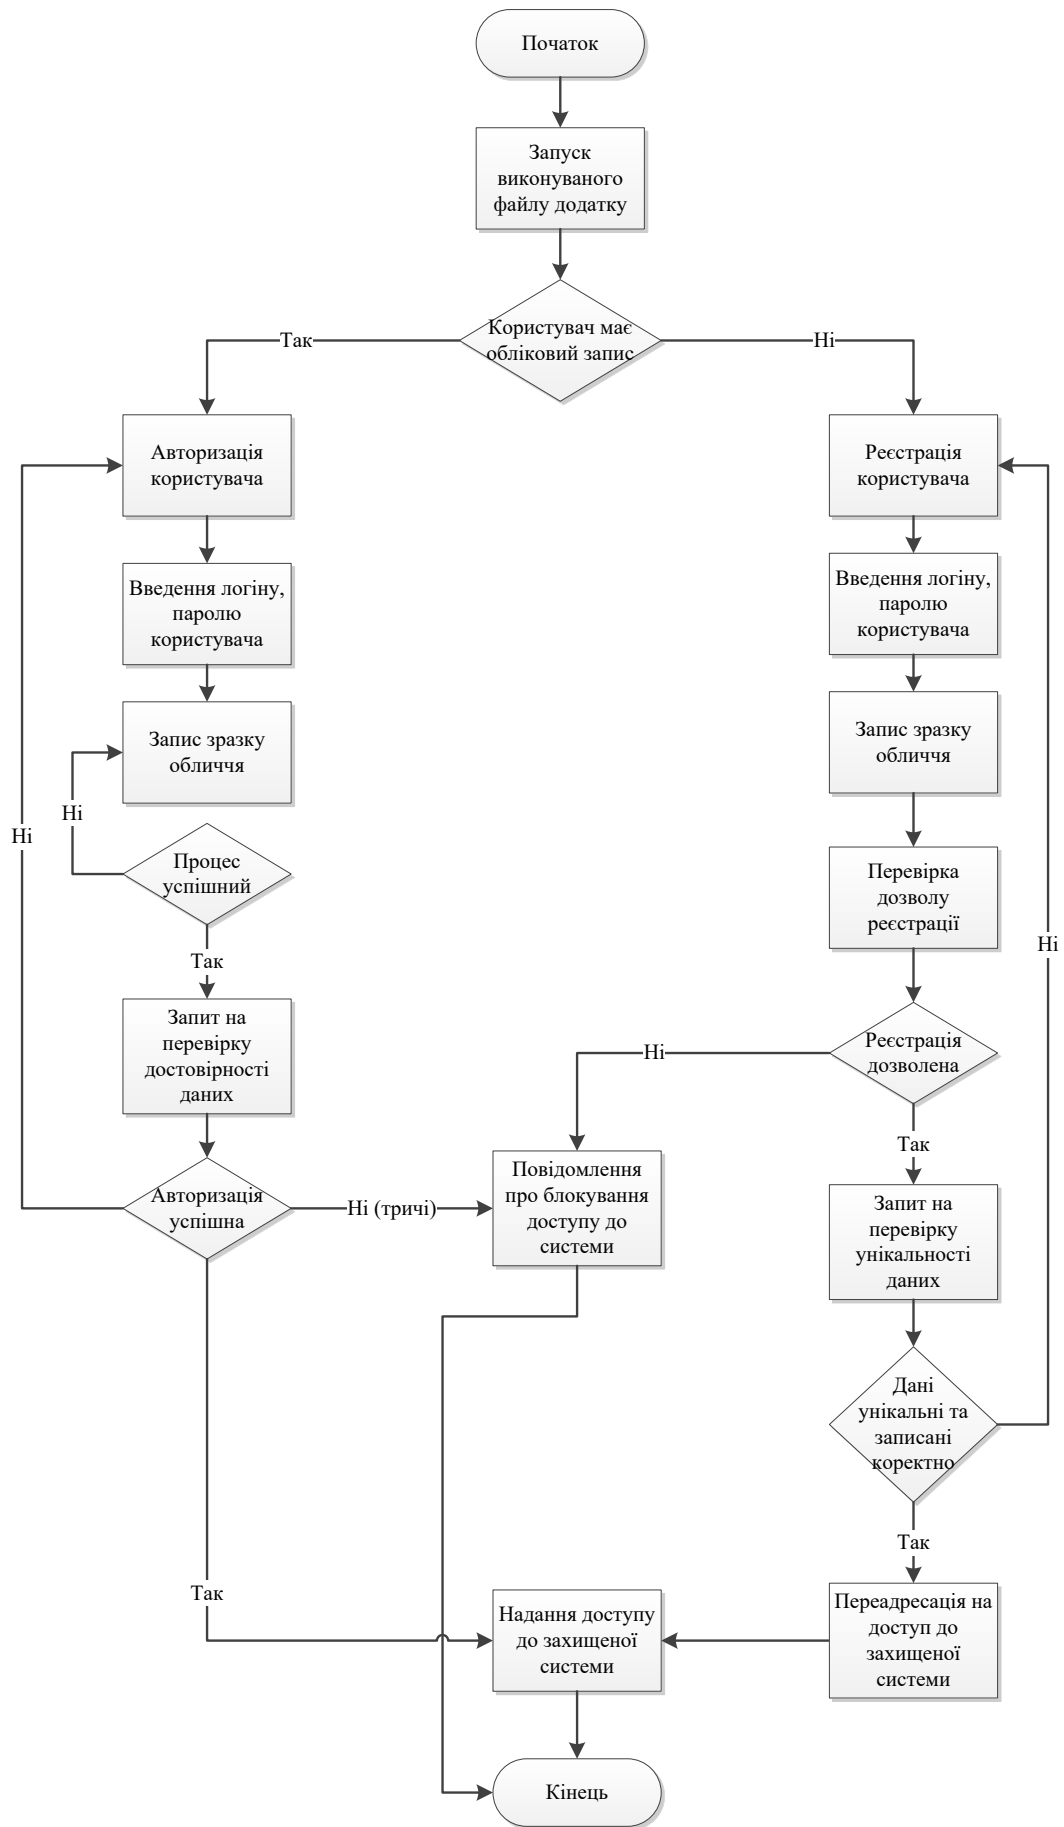 Початок
Запуск
виконуваного
файлу додатку
Користувач має
обліковий запис
Так
Ні
Авторизація
користувача
Реєстрація
користувача
Введення логіну,
паролю
користувача
Введення логіну,
паролю
користувача
Запис зразку
обличчя
Запис зразку
обличчя
Ні
Ні
Процес
успішний
Перевірка
дозволу
реєстрації
Ні
Так
Запит на
перевірку
достовірності
даних
Ні
Реєстрація
дозволена
Так
Авторизація
успішна
Ні (тричі)
Повідомлення
про блокування
доступу до
системи
Запит на
перевірку
унікальності
даних
Дані
унікальні та
записані
коректно
Так
Так
Надання доступу
до захищеної
системи
Переадресація на
доступ до
захищеної
системи
Кінець